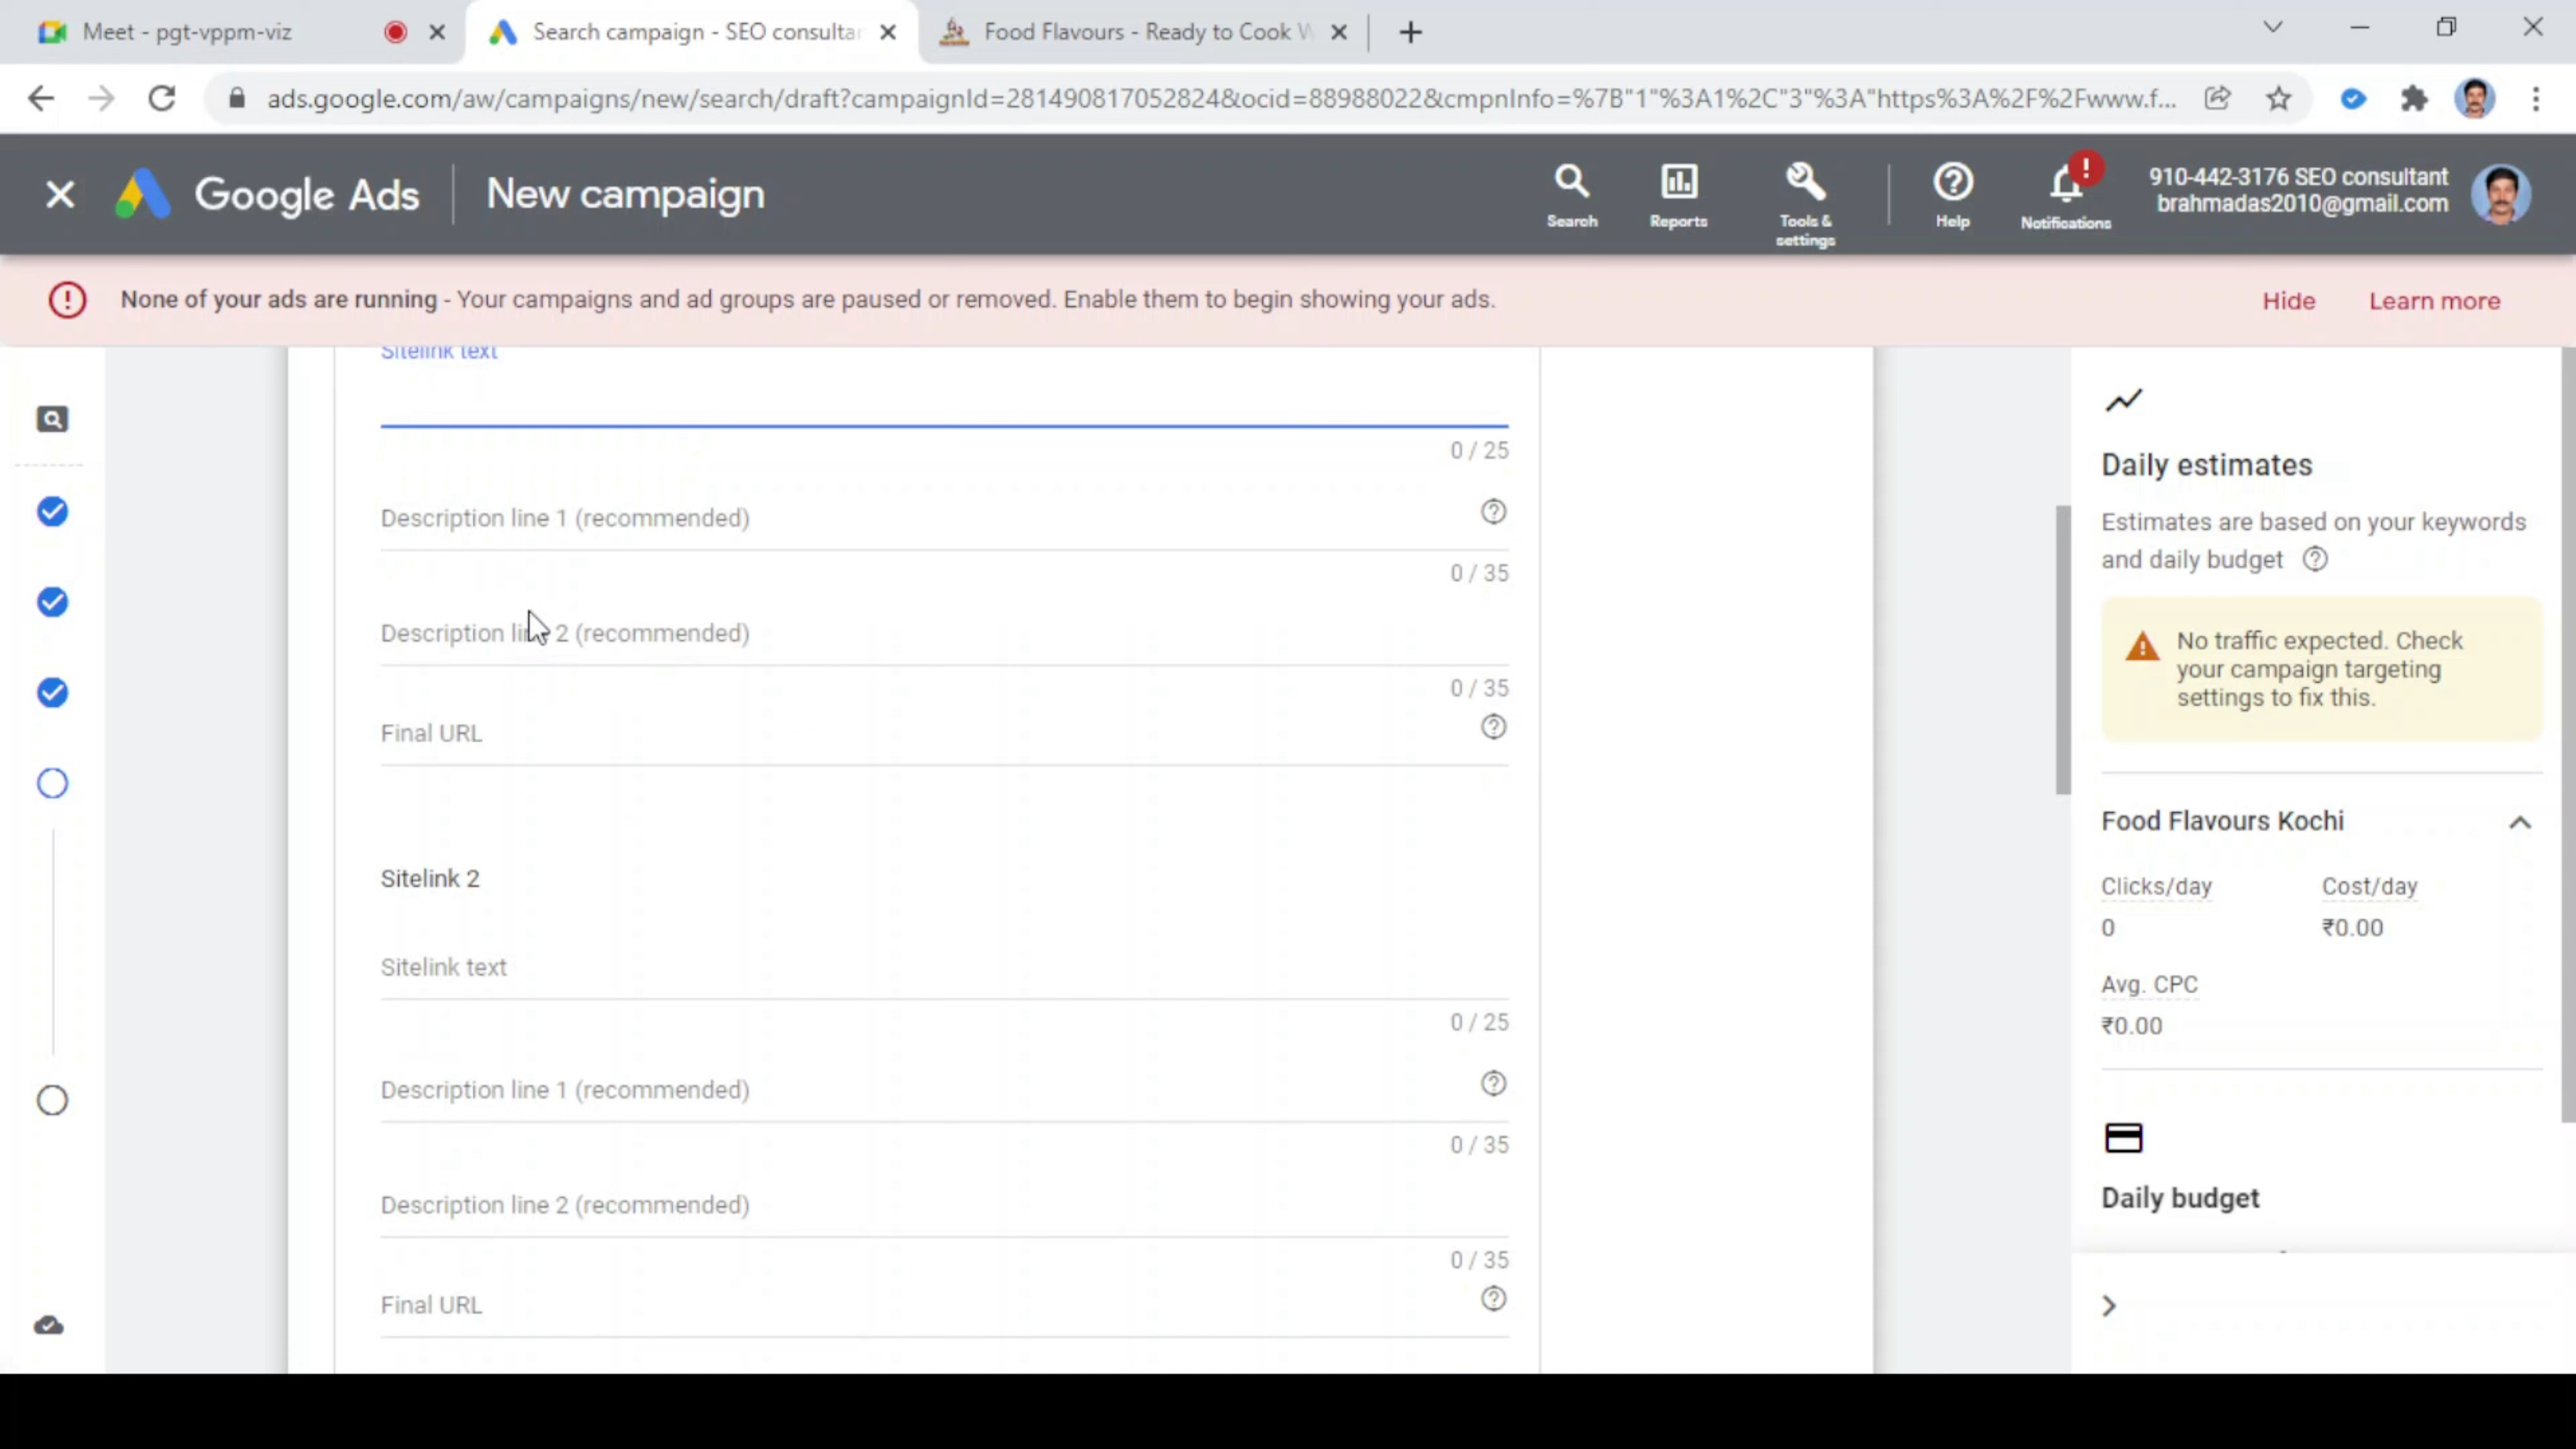 Meet - pgt-vppm-viz
Search campaign - SEO consultan
Food Flavours - Ready to Cook W
ads.google.com/aw/campaigns/new/search/draft?campaignId=281490817052824&ocid=88988022&cmpnInfo=%7B"1"%3A1%2C"3"%3A"https%3A%2F%2Fwww.f...
Google Ads
New campaign
Search
Reports
Tools &
settings
Help
Notifications
910-442-3176 SEO consultant
brahmadas2010@gmail.com
None of your ads are running - Your campaigns and ad groups are paused or removed. Enable them to begin showing your ads.
Hide
Learn more
Sitelink text
0 / 25
Description line 1 (recommended)
0 / 35
Description line 2 (recommended)
0 / 35
Final URL
Sitelink 2
Sitelink text
0 / 25
Description line 1 (recommended)
0 / 35
Description line 2 (recommended)
0 / 35
Final URL
Daily estimates
Estimates are based on your keywords
and daily budget
No traffic expected. Check
your campaign targeting
settings to fix this.
Food Flavours Kochi
Clicks/day
Cost/day
0
₹0.00
Avg. CPC
₹0.00
Daily budget